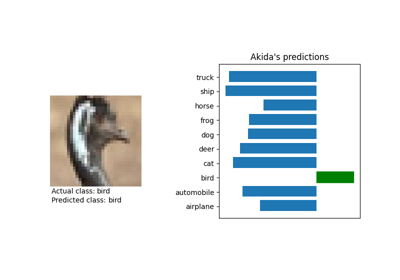 Akida's predictions
truck
ship
horse
frog
dog
deer
cat
bird
automobile
airplane
Actual class: bird
Predicted class: bird